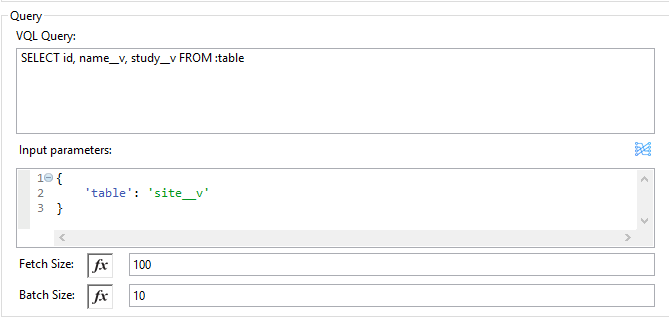 Query
VQL Query:
SELECT id, name__v, study__v FROM :table
Input parameters:
1 {
2 'table': 'site__v'
3 }
Fetch Size: fx 100
Batch Size: fx 10